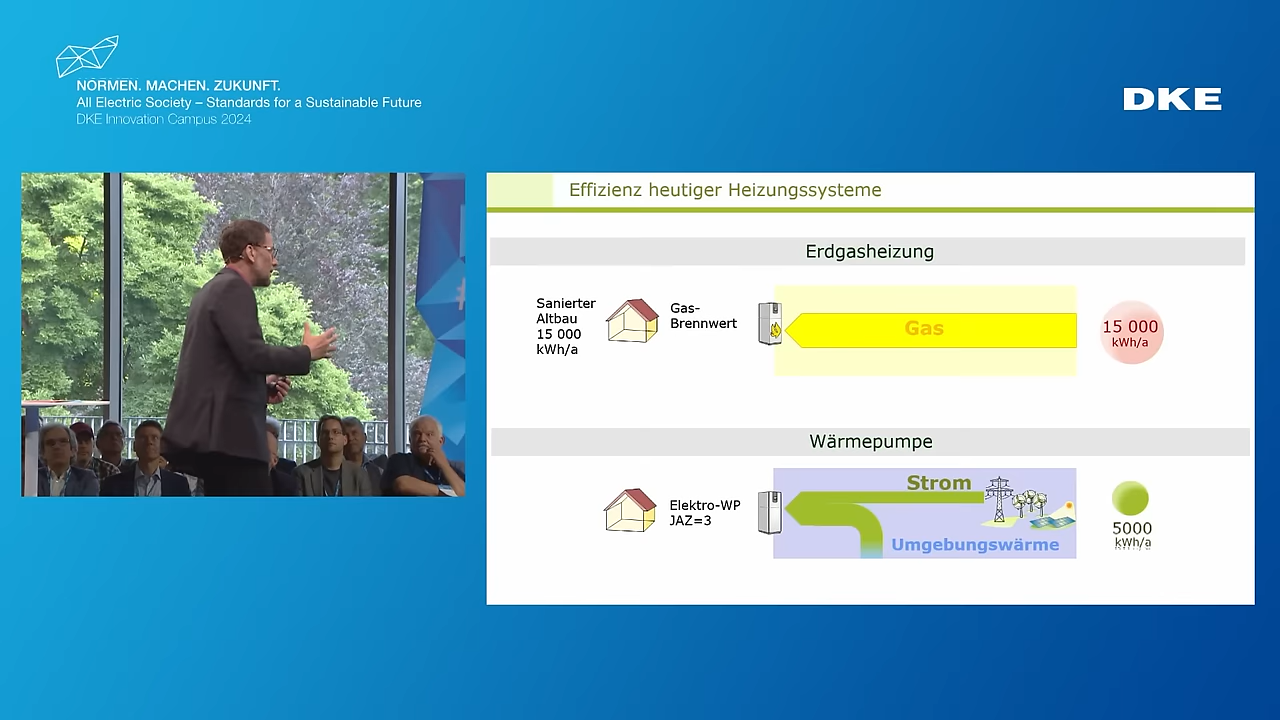 NORMEN. MACHEN. ZUKUNFT.
All Electric Society – Standards for a Sustainable Future
DKE Innovation Campus 2024
DKE
Effizienz heutiger Heizungssysteme
Erdgasheizung
Sanierter
Altbau
15 000
kWh/a
Gas-
Brennwert
Gas
15 000
kWh/a
Wärmepumpe
Elektro-WP
JAZ=3
Strom
Umgebungswärme
5000
kWh/a